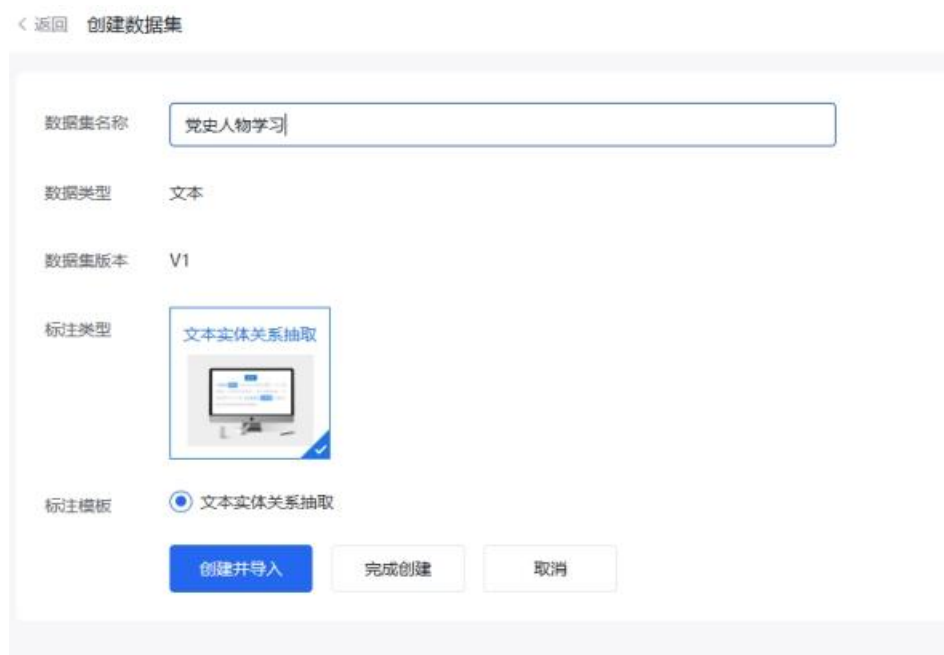 返回 创建数据集
数据集名称 党史人物学习
数据类型 文本
数据集版本 V1
标注类型 文本实体关系抽取
标注模板 文本实体关系抽取
创建并导入 完成创建 取消